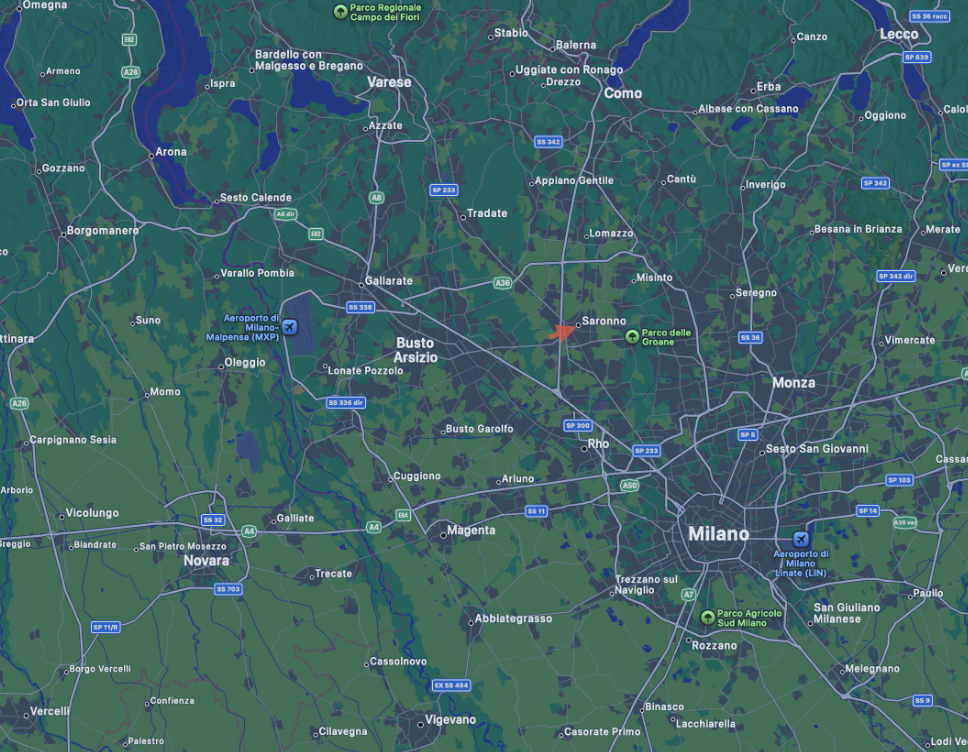 Omegna
Parco Regionale
Campo dei Fiori
SS 36 racc
E62
Stabio
Balerna
Canzo
Lecco
Armeno
A26
Bardello con
Malgesso e Bregano
Varese
Uggiate con Ronago
Drezzo
SP 639
Ispra
Como
Erba
Orta San Giulio
Albese con Cassano
Oggiono
Azzate
Arona
SS 342
Gozzano
Appiano Gentile
Cantù
Inverigo
SP 342
Sesto Calende
A8
SP 233
A8 dir
Tradate
Borgomanero
E62
Lomazzo
Besana in Brianza
Merate
Varallo Pombia
Gallarate
A36
Misinto
SP 342 dir
Seregno
SS 336
Suno
Aeroporto di
Milano-
Malpensa (MXP)
Saronno
Parco delle
Groane
SS 36
Vimercate
Busto
Arsizio
Oleggio
Lonate Pozzolo
Monza
Momo
A26
SS 336 dir
Carpignano Sesia
Busto Garolfo
SP 300
SP 5
Rho
SP 233
Sesto San Giovanni
Cuggiono
Arluno
A50
SP 103
Arborio
Vicolungo
SS 32
Galliate
E64
SS 11
SP 14
A4
A4
Magenta
Milano
A35 var
Biandrate
San Pietro Mosezzo
Novara
Aeroporto di
Milano
Linate (LIN)
Trecate
SS 703
Trezzano sul
Naviglio
A7
Paullo
Abbiategrasso
Parco Agricolo
Sud Milano
San Giuliano
Milanese
SP 11/R
Rozzano
Cassolnovo
Borgo Vercelli
Melegnano
EX SS 494
Confienza
SS 9
Vercelli
Binasco
Vigevano
Lacchiarella
Cilavegna
Casorate Primo
Palestro